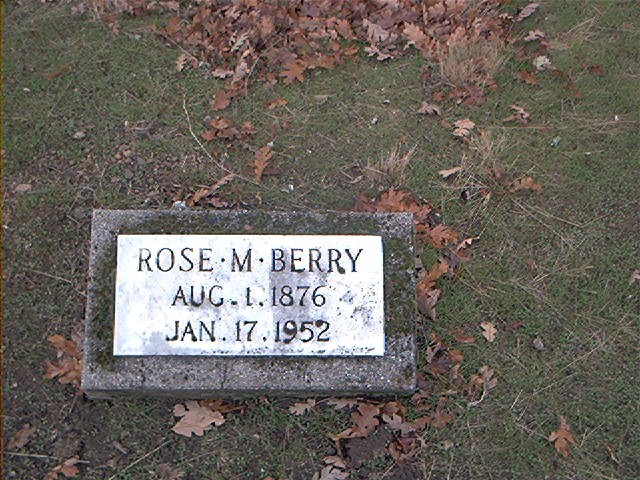 ROSE·M·BERRY
AUG. 1. 1876
JAN. 17. 1952